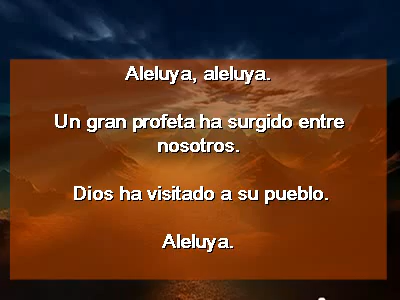 Aleluya, aleluya.
Un gran profeta ha surgido entre
nosotros.
Dios ha visitado a su pueblo.
Aleluya.